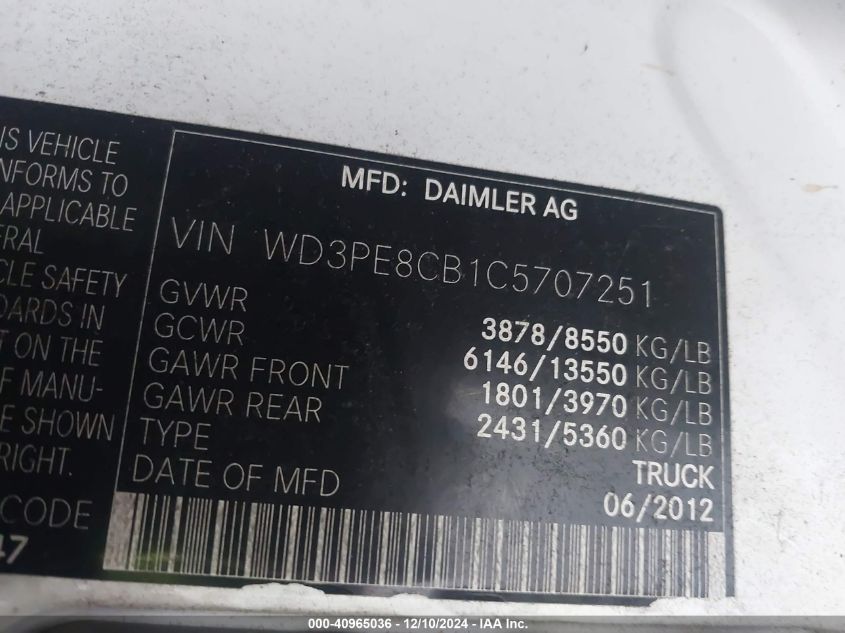 IS VEHICLE
NFORMS TO
APPLICABLE
ERAL
CLE SAFETY
DARDS IN
T ON THE
F MANU-
E SHOWN
RIGHT.
CODE
47
MFD: DAIMLER AG
VIN WD3PE8CB1C5707251
GVWR 3878/8550 KG/LB
GCWR 6146/13550 KG/LB
GAWR FRONT 1801/3970 KG/LB
GAWR REAR 2431/5360 KG/LB
TYPE TRUCK
DATE OF MFD 06/2012
000-40965036 - 12/10/2024 - IAA Inc.